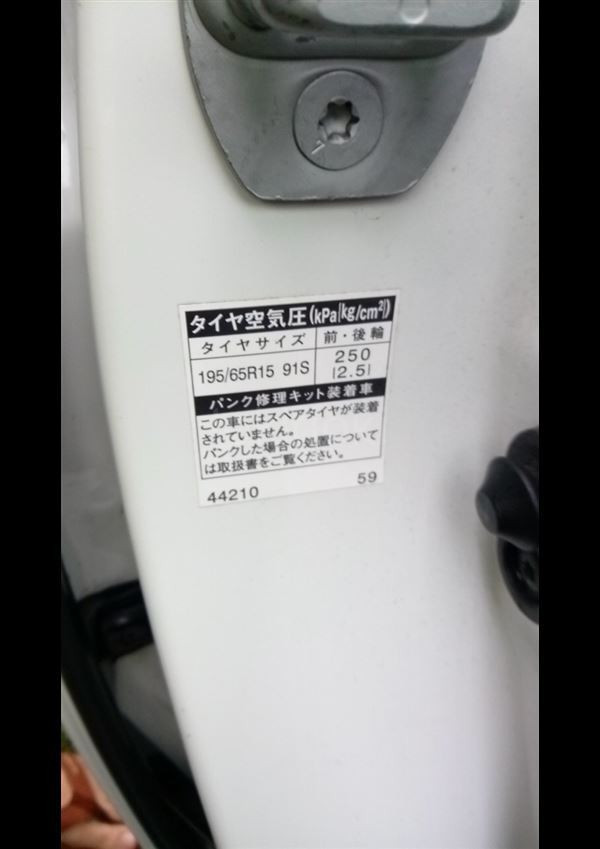 タイヤ空気圧(kPa{kg/cm²})
タイヤサイズ 前・後輪
195/65R15 91S 250
{2.5}
パンク修理キット装着車
この車にはスペアタイヤが装着
されていません。
パンクした場合の処置について
は取扱書をご覧ください。
44210 59